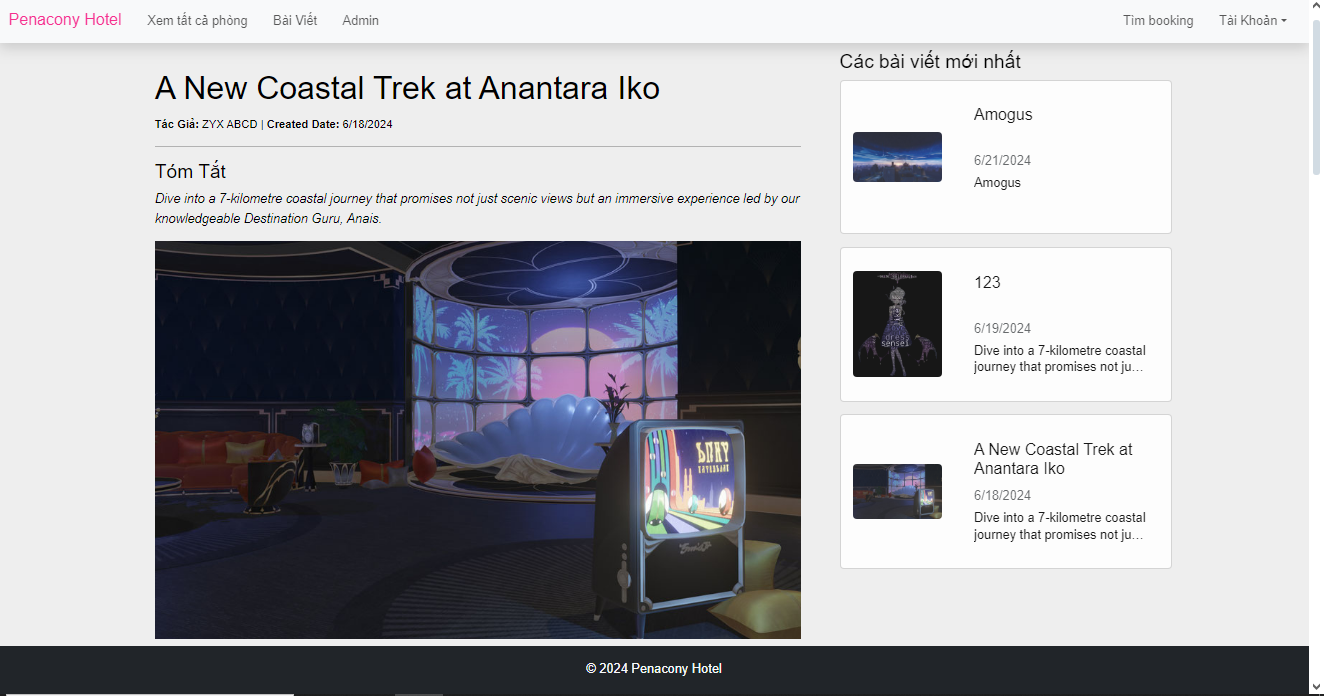 Penacony Hotel
Xem tất cả phòng
Bài Viết
Admin
Tìm booking
Tài Khoản
A New Coastal Trek at Anantara Iko
Tác Giả: ZYX ABCD | Created Date: 6/18/2024
Tóm Tắt
Dive into a 7-kilometre coastal journey that promises not just scenic views but an immersive experience led by our
knowledgeable Destination Guru, Anais.
Các bài viết mới nhất
Amogus
6/21/2024
Amogus
123
6/19/2024
Dive into a 7-kilometre coastal
journey that promises not ju...
dress
sensei
A New Coastal Trek at
Anantara Iko
6/18/2024
Dive into a 7-kilometre coastal
journey that promises not ju...
© 2024 Penacony Hotel